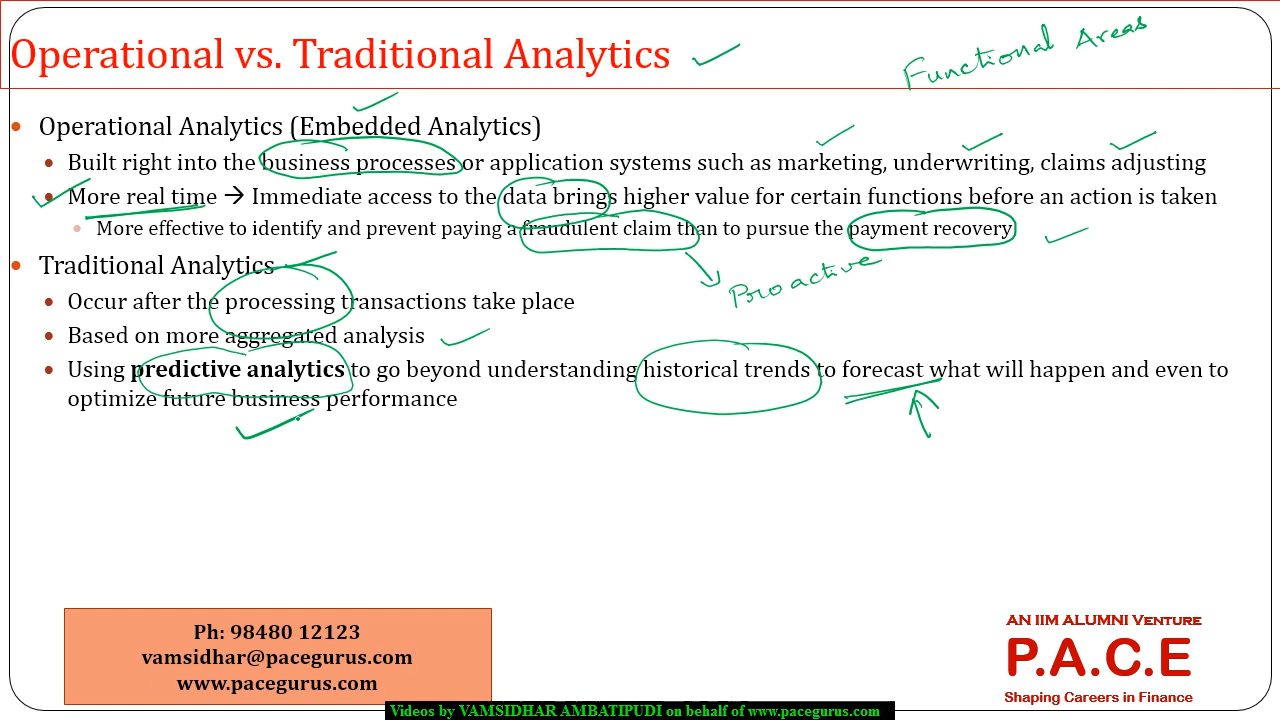 Operational vs. Traditional Analytics
Functional Areas
Operational Analytics (Embedded Analytics)
Built right into the business processes or application systems such as marketing, underwriting, claims adjusting
More real time → Immediate access to the data brings higher value for certain functions before an action is taken
More effective to identify and prevent paying a fraudulent claim than to pursue the payment recovery
Traditional Analytics
Proactive
Occur after the processing transactions take place
Based on more aggregated analysis
Using predictive analytics to go beyond understanding historical trends to forecast what will happen and even to
optimize future business performance
Ph: 98480 12123
vamsidhar@pacegurus.com
www.pacegurus.com
AN IIM ALUMNI VENTURE
P.A.C.E
Shaping Careers in Finance
Videos by VAMSIDHAR AMBATIPUDI on behalf of www.pacegurus.com